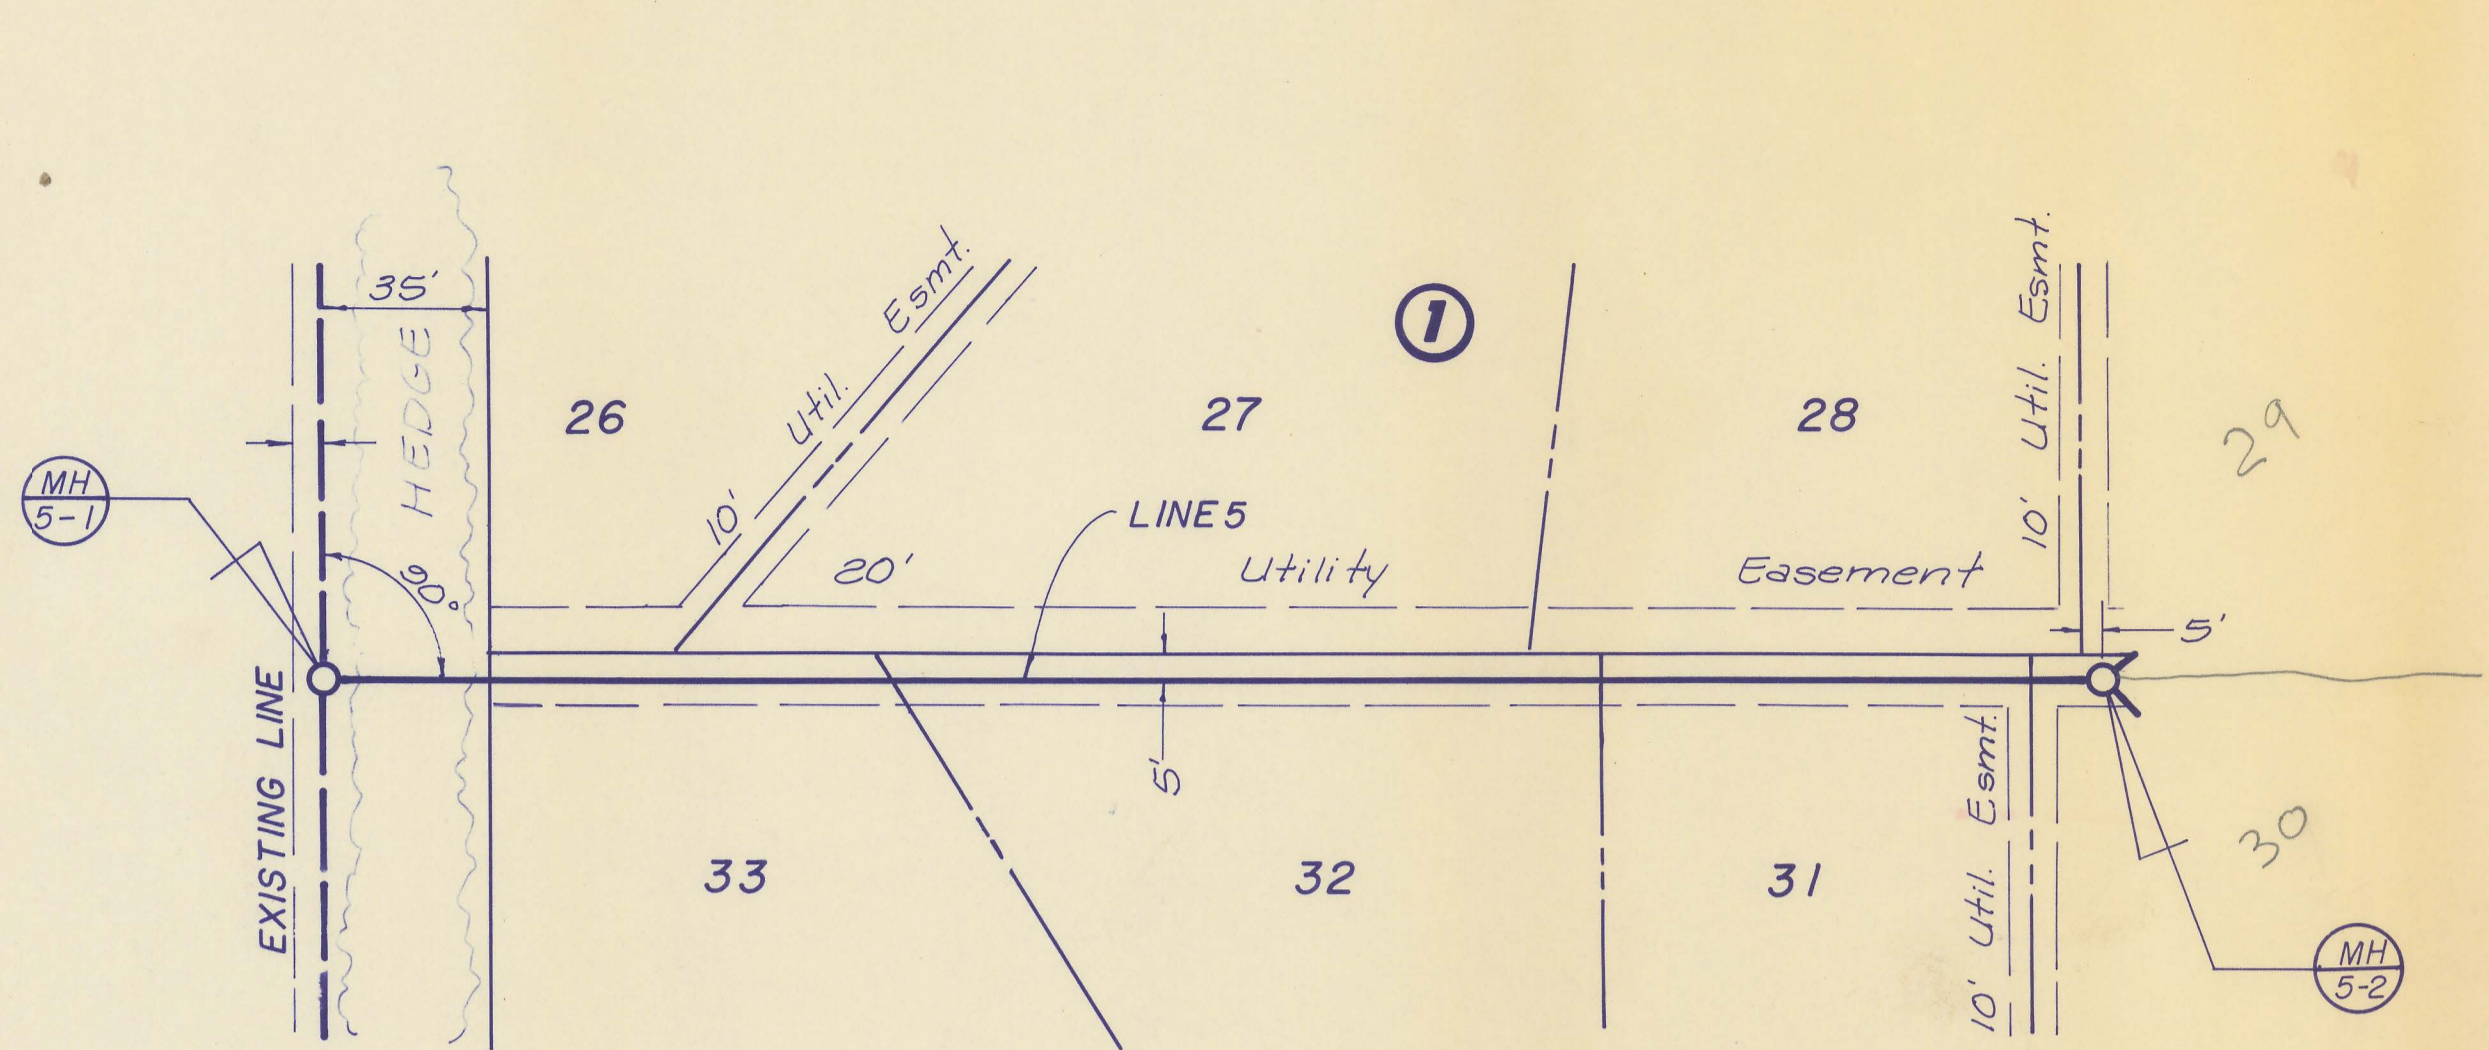 35'
HEDGE
10' Util. Esmt.
1
10' Util. Esmt.
26
27
28
29
MH
5-1
90°
LINE 5
20' Utility Easement
5'
EXISTING LINE
5'
33
32
31
10' Util. Esmt.
30
MH
5-2